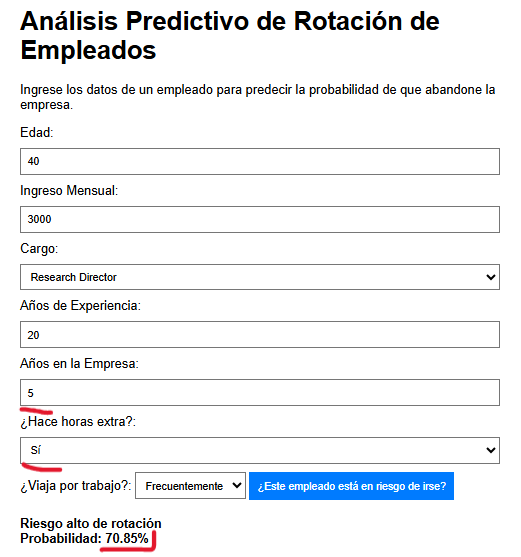 Análisis Predictivo de Rotación de
Empleados
Ingrese los datos de un empleado para predecir la probabilidad de que abandone la
empresa.
Edad:
40
Ingreso Mensual:
3000
Cargo:
Research Director
Años de Experiencia:
20
Años en la Empresa:
5
¿Hace horas extra?:
Sí
¿Viaja por trabajo?: Frecuentemente ¿Este empleado está en riesgo de irse?
Riesgo alto de rotación
Probabilidad: 70.85%